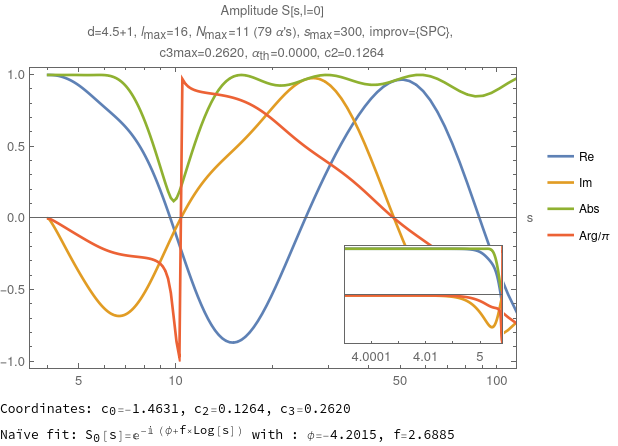 Amplitude S[s,l=0]
d=4.5+1, lmax=16, Nmax=11 (79 α's), smax=300, improv={SPC},
c3max=0.2620, αth=0.0000, c2=0.1264
1.0
0.5
0.0
-0.5
-1.0
5 10 50 100
s
Re
Im
Abs
Arg/π
4.0001 4.01 5
Coordinates: c0=-1.4631, c2=0.1264, c3=0.2620
Naïve fit: S0[s]=e^-i (ϕ+f×Log[s]) with : ϕ=-4.2015, f=2.6885